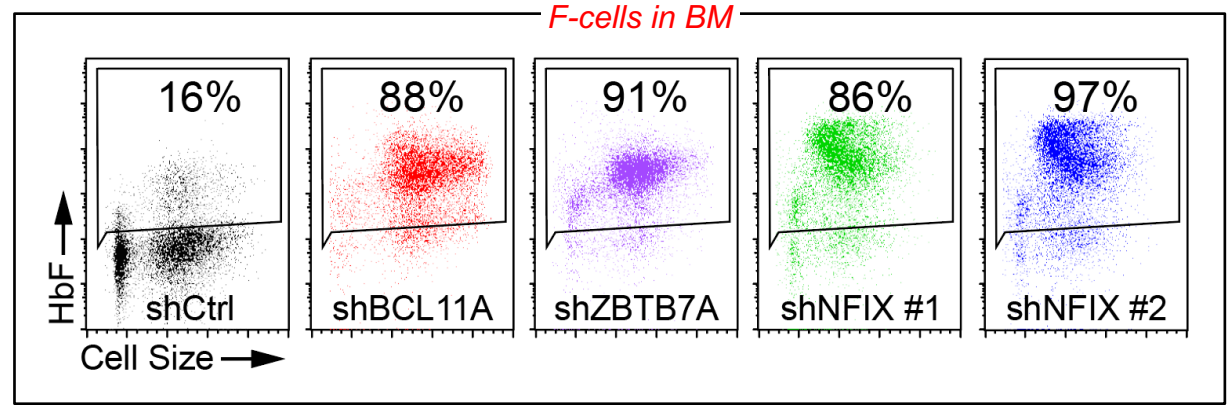 F-cells in BM
16%
88%
91%
86%
97%
HbF
shCtrl
shBCL11A
shZBTB7A
shNFIX #1
shNFIX #2
Cell Size